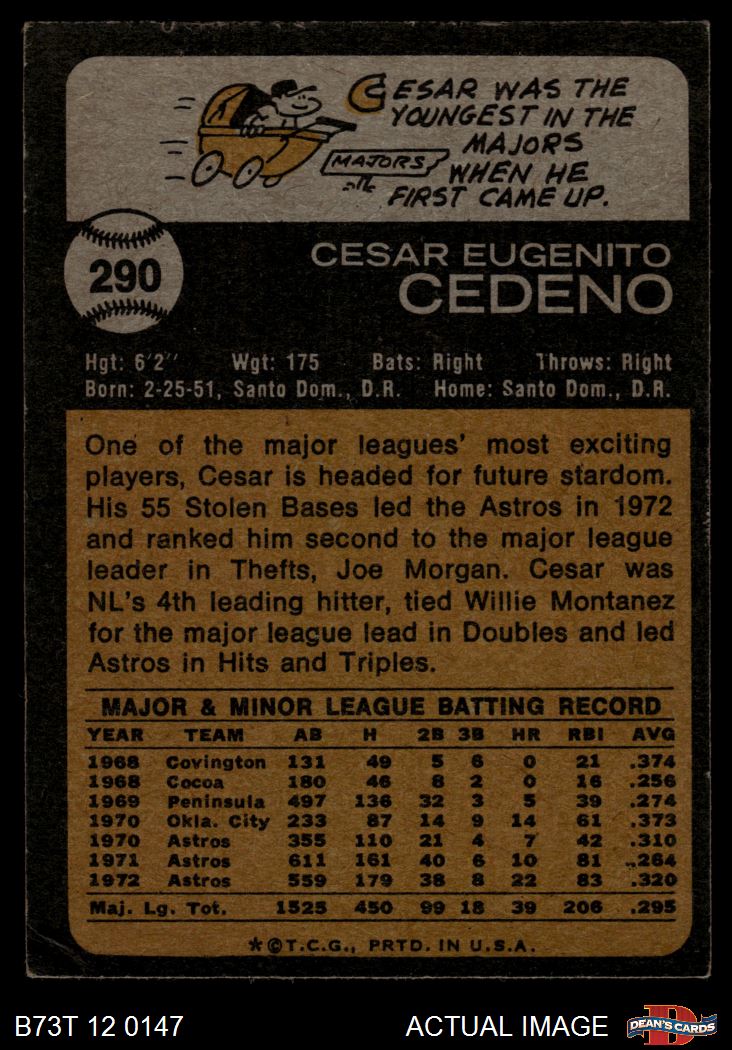 CESAR WAS THE
YOUNGEST IN THE
MAJORS
MAJORS
WHEN HE
FIRST CAME UP.
290
CESAR EUGENITO
CEDENO
Hgt: 6'2" Wgt: 175 Bats: Right Throws: Right
Born: 2-25-51, Santo Dom., D.R. Home: Santo Dom., D.R.
One of the major leagues' most exciting
players, Cesar is headed for future stardom.
His 55 Stolen Bases led the Astros in 1972
and ranked him second to the major league
leader in Thefts, Joe Morgan. Cesar was
NL's 4th leading hitter, tied Willie Montanez
for the major league lead in Doubles and led
Astros in Hits and Triples.
MAJOR & MINOR LEAGUE BATTING RECORD
YEAR TEAM AB H 2B 3B HR RBI AVG
1968 Covington 131 49 5 6 0 21 .374
1968 Cocoa 180 46 8 2 0 16 .256
1969 Peninsula 497 136 32 3 5 39 .274
1970 Okla. City 233 87 14 9 14 61 .373
1970 Astros 355 110 21 4 7 42 .310
1971 Astros 611 161 40 6 10 81 .264
1972 Astros 559 179 38 8 22 83 .320
Maj. Lg. Tot. 1525 450 99 18 39 206 .295
*©T.C.G., PRTD. IN U.S.A.
B73T 12 0147 ACTUAL IMAGE
D
DEAN'S CARDS